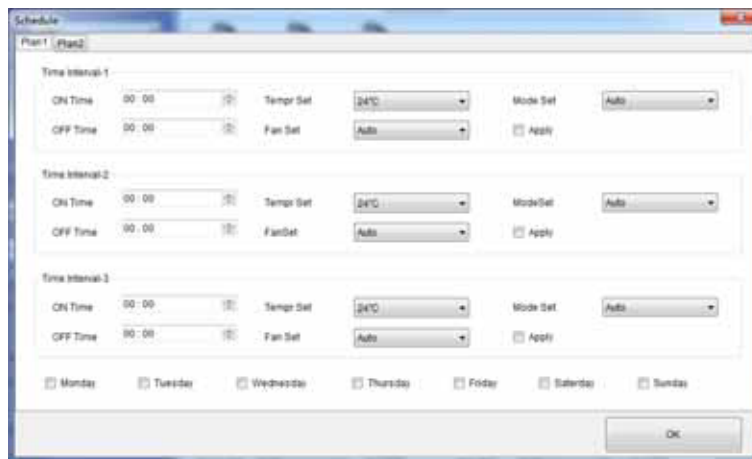 Schedule
Plan1 Plan2
Time Interval-1
ON Time 00 : 00 Tempr Set 24°C Mode Set Auto
OFF Time 00 : 00 Fan Set Auto Apply
Time Interval-2
ON Time 00 : 00 Tempr Set 24°C ModeSet Auto
OFF Time 00 : 00 FanSet Auto Apply
Time Interval-3
ON Time 00 : 00 Tempr Set 24°C Mode Set Auto
OFF Time 00 : 00 Fan Set Auto Apply
Monday Tuesday Wednesday Thursday Friday Saterday Sunday
OK